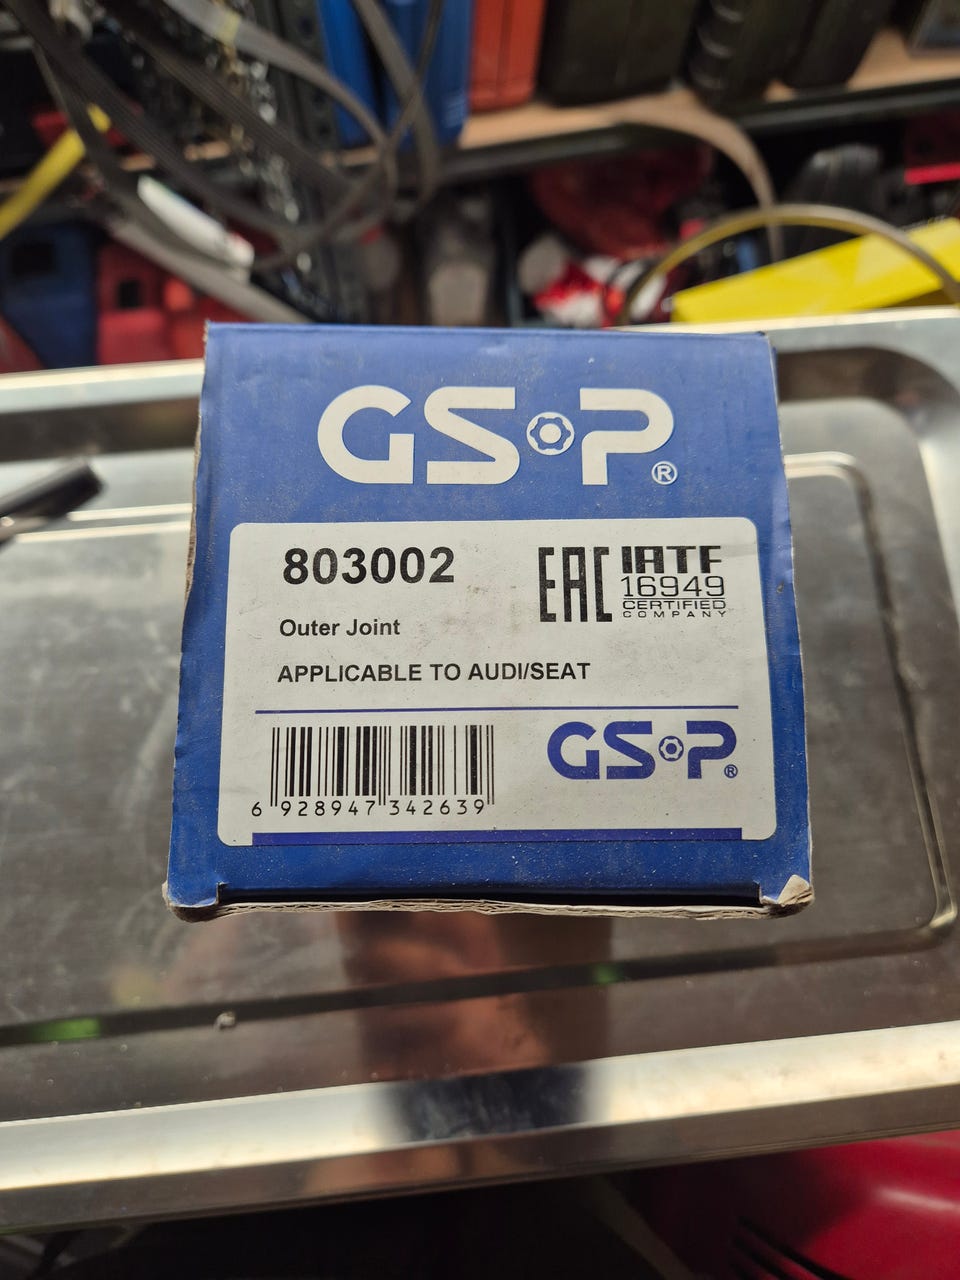 GSP®
803002
EAC
IATF
16949
CERTIFIED
COMPANY
Outer Joint
APPLICABLE TO AUDI/SEAT
6 928947 342639
GSP®